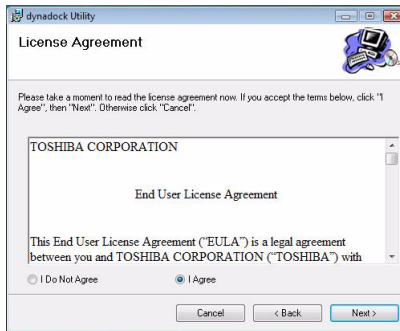 dynadock Utility
License Agreement
Please take a moment to read the license agreement now. If you accept the terms below, click "I
Agree", then "Next". Otherwise click "Cancel".
TOSHIBA CORPORATION
End User License Agreement
This End User License Agreement ("EULA") is a legal agreement
between you and TOSHIBA CORPORATION ("TOSHIBA") with
I Do Not Agree
I Agree
Cancel
< Back
Next >